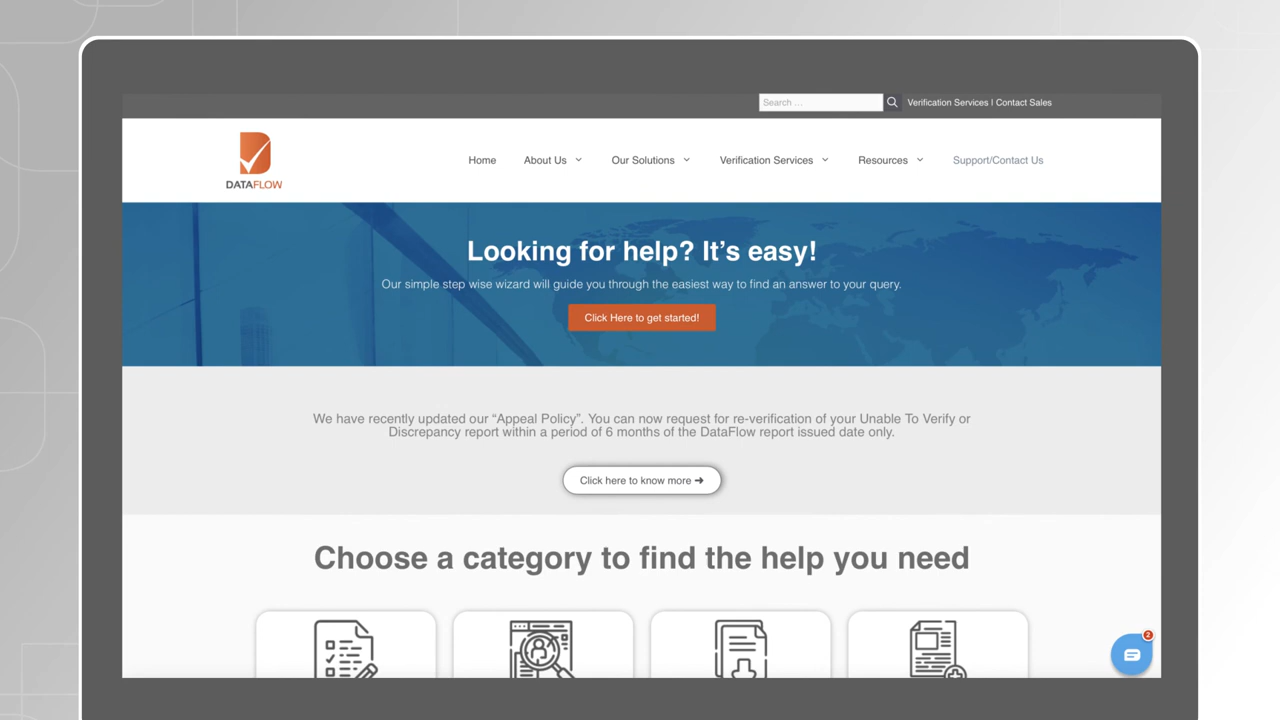 Search ...
Verification Services | Contact Sales
DATAFLOW
Home
About Us
Our Solutions
Verification Services
Resources
Support/Contact Us
Looking for help? It's easy!
Our simple step wise wizard will guide you through the easiest way to find an answer to your query.
Click Here to get started!
We have recently updated our “Appeal Policy”. You can now request for re-verification of your Unable To Verify or
Discrepancy report within a period of 6 months of the DataFlow report issued date only.
Click here to know more ➜
Choose a category to find the help you need
2